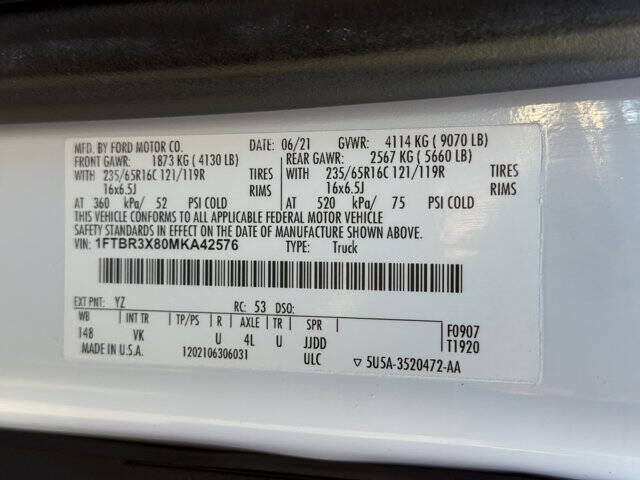 MFD. BY FORD MOTOR CO. DATE: 06/21 GVWR: 4114 KG ( 9070 LB)
FRONT GAWR: 1873 KG ( 4130 LB) REAR GAWR: 2567 KG ( 5660 LB)
WITH 235/65R16C 121/119R TIRES WITH 235/65R16C 121/119R TIRES
16x6.5J RIMS 16x6.5J RIMS
AT 360 kPa/ 52 PSI COLD AT 520 kPa/ 75 PSI COLD
THIS VEHICLE CONFORMS TO ALL APPLICABLE FEDERAL MOTOR VEHICLE
SAFETY STANDARDS IN EFFECT ON THE DATE OF MANUFACTURE SHOWN ABOVE.
VIN: 1FTBR3X80MKA42576 TYPE: Truck
EXT PNT: YZ RC: 53 DSO:
WB INT TR TP/PS R AXLE TR SPR F0907
148 VK U 4L U JJDD T1920
MADE IN U.S.A. 1202106306031 ULC ▽ 5U5A-3520472-AA